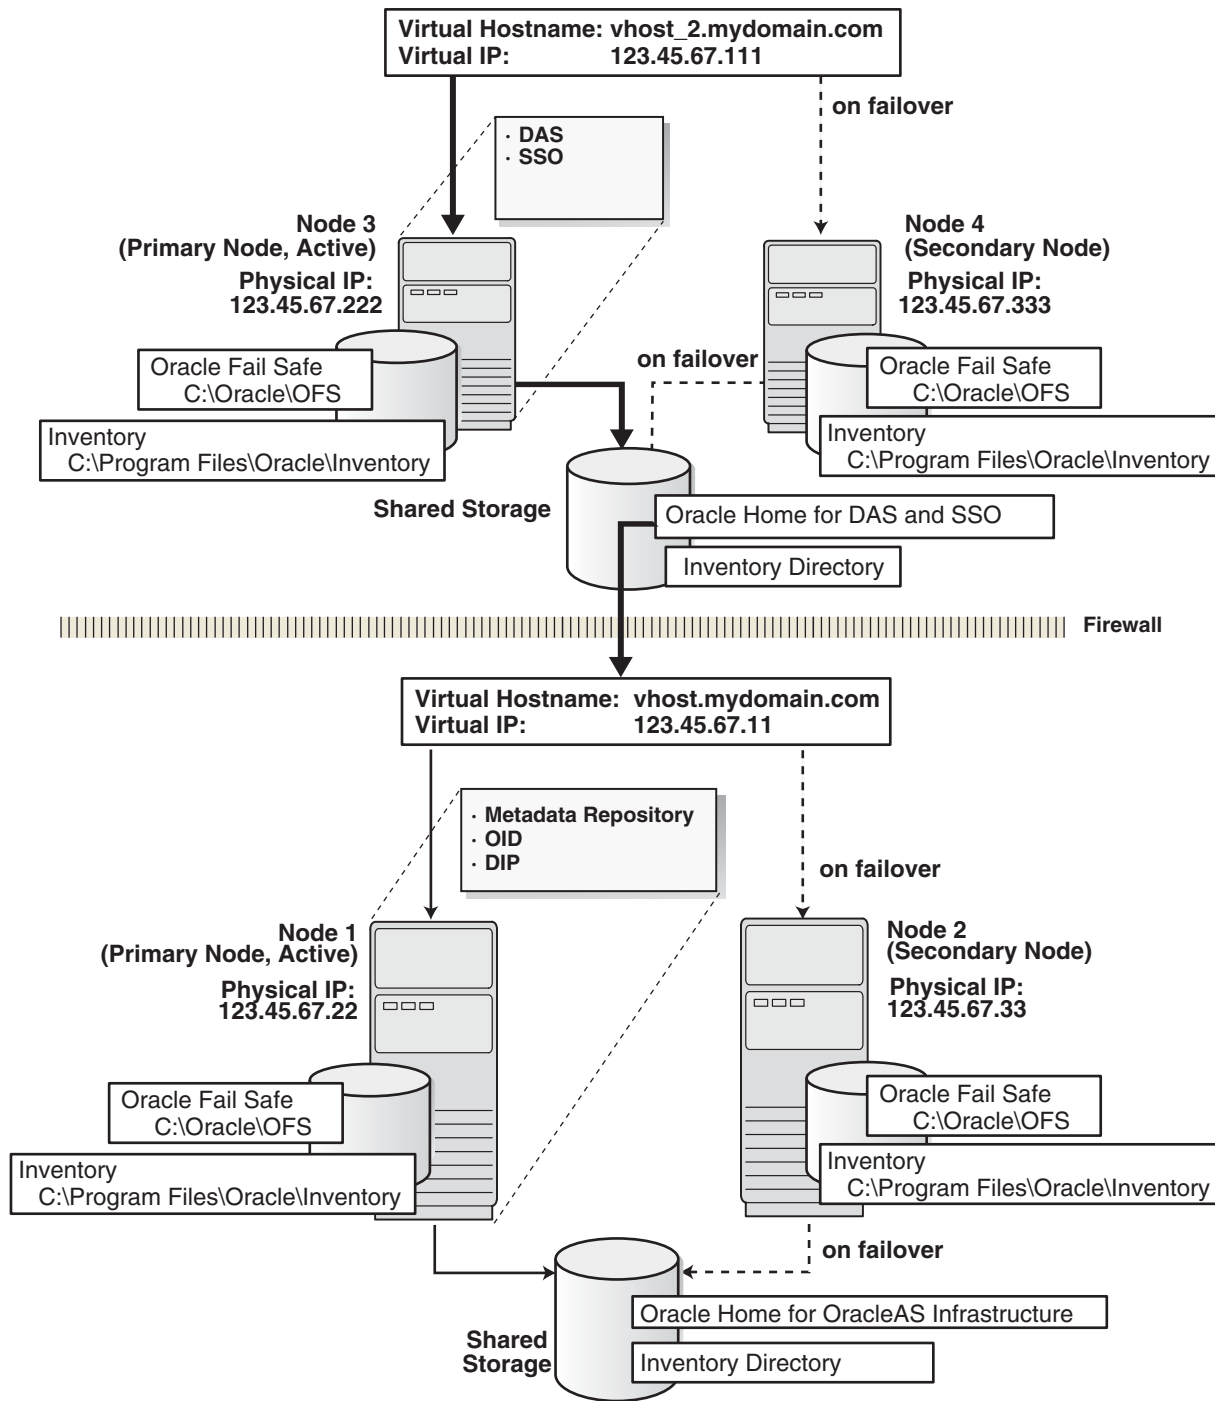 Virtual Hostname: vhost_2.mydomain.com
Virtual IP: 123.45.67.111
on failover
· DAS
· SSO
Node 3
(Primary Node, Active)
Physical IP:
123.45.67.222
Node 4
(Secondary Node)
Physical IP:
123.45.67.333
Oracle Fail Safe
C:\Oracle\OFS
Inventory
C:\Program Files\Oracle\Inventory
on failover
Oracle Fail Safe
C:\Oracle\OFS
Inventory
C:\Program Files\Oracle\Inventory
Shared Storage
Oracle Home for DAS and SSO
Inventory Directory
Firewall
Virtual Hostname: vhost.mydomain.com
Virtual IP: 123.45.67.11
· Metadata Repository
· OID
· DIP
on failover
Node 1
(Primary Node, Active)
Physical IP:
123.45.67.22
Node 2
(Secondary Node)
Physical IP:
123.45.67.33
Oracle Fail Safe
C:\Oracle\OFS
Inventory
C:\Program Files\Oracle\Inventory
Oracle Fail Safe
C:\Oracle\OFS
Inventory
C:\Program Files\Oracle\Inventory
on failover
Shared
Storage
Oracle Home for OracleAS Infrastructure
Inventory Directory